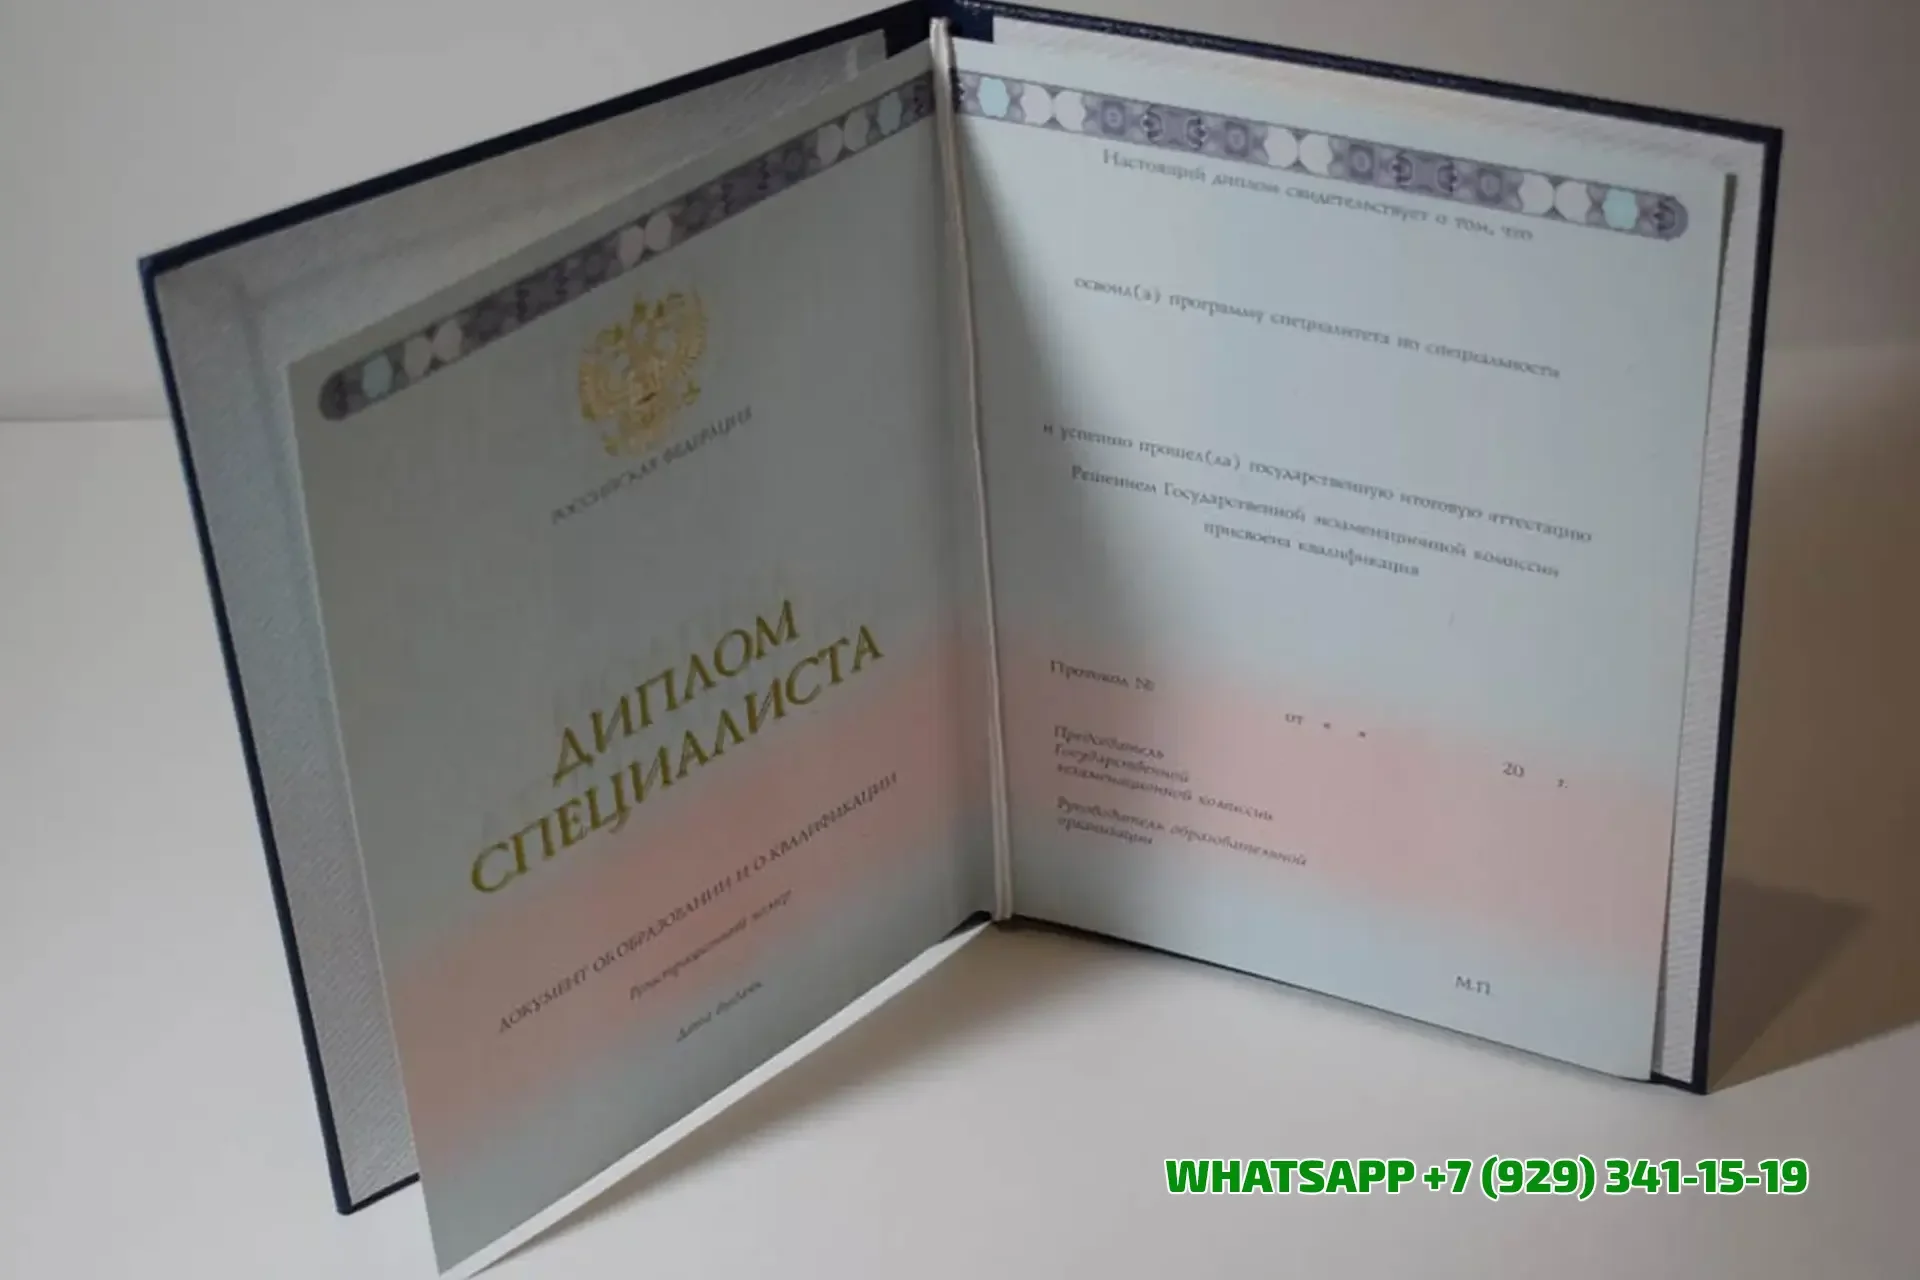 РОССИЙСКАЯ ФЕДЕРАЦИЯ
ДИПЛОМ
СПЕЦИАЛИСТА
ДОКУМЕНТ ОБ ОБРАЗОВАНИИ И О КВАЛИФИКАЦИИ
Регистрационный номер
Дата выдачи
Настоящий диплом свидетельствует о том, что
освоил(а) программу специалитета по специальности
и успешно прошел(ла) государственную итоговую аттестацию
Решением Государственной экзаменационной комиссии
присвоена квалификация
Протокол №
от « »
20 г.
Председатель
Государственной
экзаменационной комиссии
Руководитель образовательной
организации
М.П.
WHATSAPP +7 (929) 341-15-19